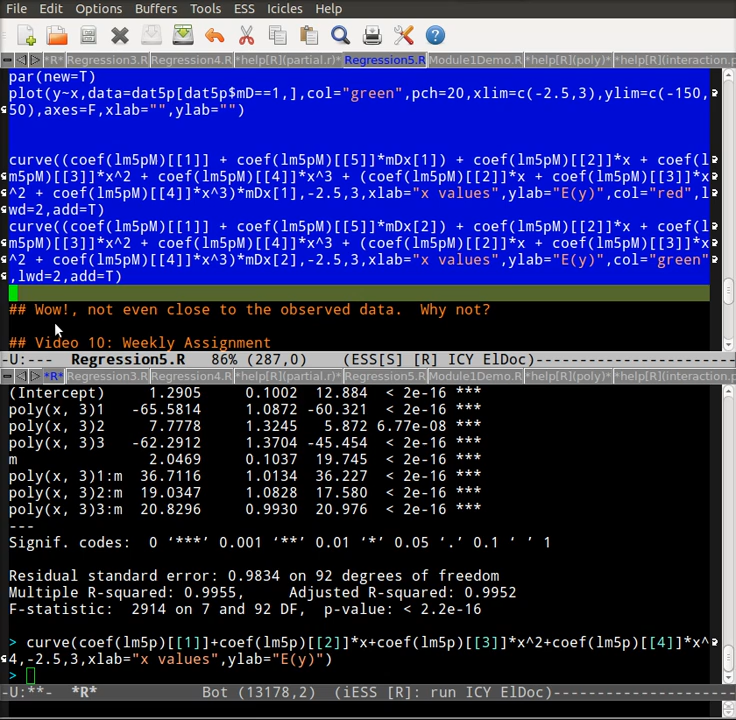 File Edit Options Buffers Tools ESS Icicles Help
*R* Regression3.R Regression4.R *help[R](partial.r)* Regression5.R Module1Demo.R *help[R](poly)* *help[R](interaction.p
par(new=T)
plot(y~x,data=dat5p[dat5p$mD==1,],col="green",pch=20,xlim=c(-2.5,3),ylim=c(-150,
50),axes=F,xlab="",ylab="")
curve((coef(lm5pM)[[1]] + coef(lm5pM)[[5]]*mDx[1]) + coef(lm5pM)[[2]]*x + coef(l
m5pM)[[3]]*x^2 + coef(lm5pM)[[4]]*x^3 + (coef(lm5pM)[[2]]*x + coef(lm5pM)[[3]]*x
^2 + coef(lm5pM)[[4]]*x^3)*mDx[1],-2.5,3,xlab="x values",ylab="E(y)",col="red",l
wd=2,add=T)
curve((coef(lm5pM)[[1]] + coef(lm5pM)[[5]]*mDx[2]) + coef(lm5pM)[[2]]*x + coef(l
m5pM)[[3]]*x^2 + coef(lm5pM)[[4]]*x^3 + (coef(lm5pM)[[2]]*x + coef(lm5pM)[[3]]*x
^2 + coef(lm5pM)[[4]]*x^3)*mDx[2],-2.5,3,xlab="x values",ylab="E(y)",col="green"
,lwd=2,add=T)
## Wow!, not even close to the observed data.  Why not?
## Video 10: Weekly Assignment
-U:---  Regression5.R   86% (287,0)    (ESS[S] [R] ICY ElDoc)-------------------
*R* Regression3.R Regression4.R *help[R](partial.r)* Regression5.R Module1Demo.R *help[R](poly)* *help[R](interaction.p
(Intercept)     1.2905     0.1002  12.884  < 2e-16 ***
poly(x, 3)1   -65.5814     1.0872 -60.321  < 2e-16 ***
poly(x, 3)2     7.7778     1.3245   5.872 6.77e-08 ***
poly(x, 3)3   -62.2912     1.3704 -45.454  < 2e-16 ***
m               2.0469     0.1037  19.745  < 2e-16 ***
poly(x, 3)1:m  36.7116     1.0134  36.227  < 2e-16 ***
poly(x, 3)2:m  19.0347     1.0828  17.580  < 2e-16 ***
poly(x, 3)3:m  20.8296     0.9930  20.976  < 2e-16 ***
---
Signif. codes:  0 ‘***’ 0.001 ‘**’ 0.01 ‘*’ 0.05 ‘.’ 0.1 ‘ ’ 1
Residual standard error: 0.9834 on 92 degrees of freedom
Multiple R-squared: 0.9955,     Adjusted R-squared: 0.9952
F-statistic:  2914 on 7 and 92 DF,  p-value: < 2.2e-16
> curve(coef(lm5p)[[1]]+coef(lm5p)[[2]]*x+coef(lm5p)[[3]]*x^2+coef(lm5p)[[4]]*x^
4,-2.5,3,xlab="x values",ylab="E(y)")
>
-U:**-  *R*            Bot (13178,2)  (iESS [R]: run ICY ElDoc)------------------